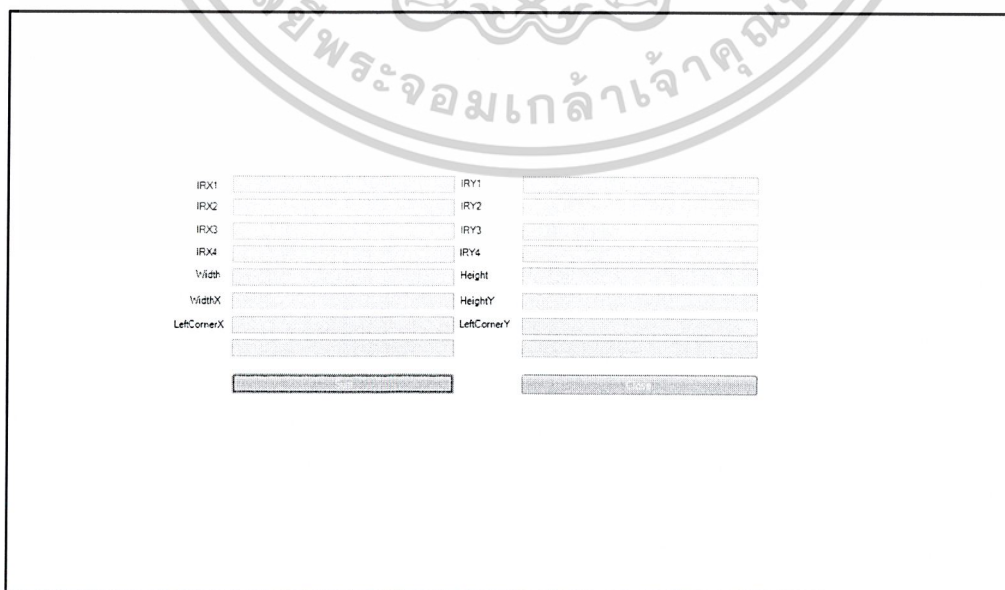 พระจอมเกล้าเจ้าคุณ
IRX1 IRY1
IRX2 IRY2
IRX3 IRY3
IRX4 IRY4
Width Height
WidthX HeightY
LeftCornerX LeftCornerY